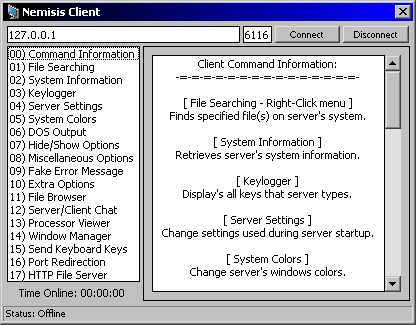 Nemisis Client
127.0.0.1
6116
Connect
Disconnect
00) Command Information
01) File Searching
02) System Information
03) Keylogger
04) Server Settings
05) System Colors
06) DOS Output
07) Hide/Show Options
08) Miscellaneous Options
09) Fake Error Message
10) Extra Options
11) File Browser
12) Server/Client Chat
13) Processor Viewer
14) Window Manager
15) Send Keyboard Keys
16) Port Redirection
17) HTTP File Server
Client Command Information:
-=-=-=-=-=-=-=-=-=-=-=-=-=-
[ File Searching - Right-Click menu ]
Finds specified file(s) on server's system.
[ System Information ]
Retrieves server's system information.
[ Keylogger ]
Display's all keys that server types.
[ Server Settings ]
Change settings used during server startup.
[ System Colors ]
Change server's windows colors.
Time Online: 00:00:00
Status: Offline